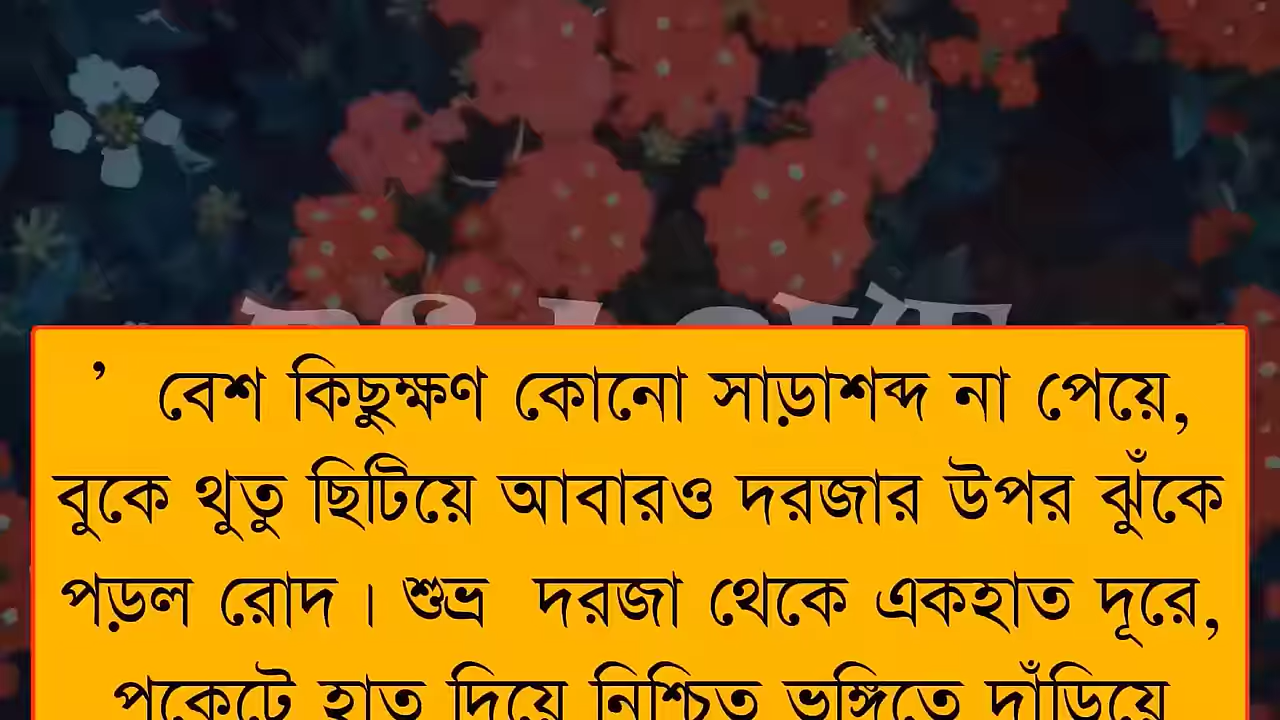 ’ বেশ কিছুক্ষণ কোনো সাড়াশব্দ না পেয়ে,
বুকে থুতু ছিটিয়ে আবারও দরজার উপর ঝুঁকে
পড়ল রোদ। শুভ্র দরজা থেকে একহাত দূরে,
পকেটে হাত দিয়ে নিশ্চিত ভঙ্গিতে দাঁড়িয়ে